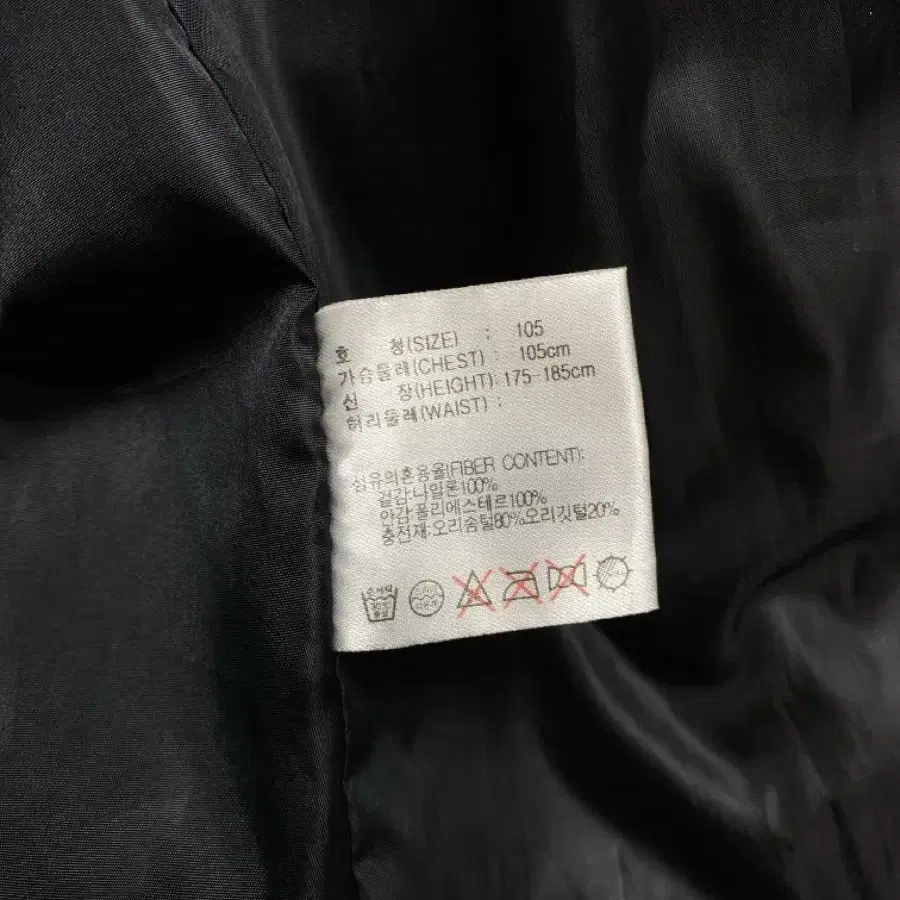 호 칭(SIZE) : 105
가슴둘레(CHEST) : 105cm
신 장(HEIGHT): 175-185cm
허리둘레(WAIST) :
섬유의혼용율(FIBER CONTENT):
겉감:나일론100%
안감:폴리에스테르100%
충전재:오리솜털80%오리깃털20%